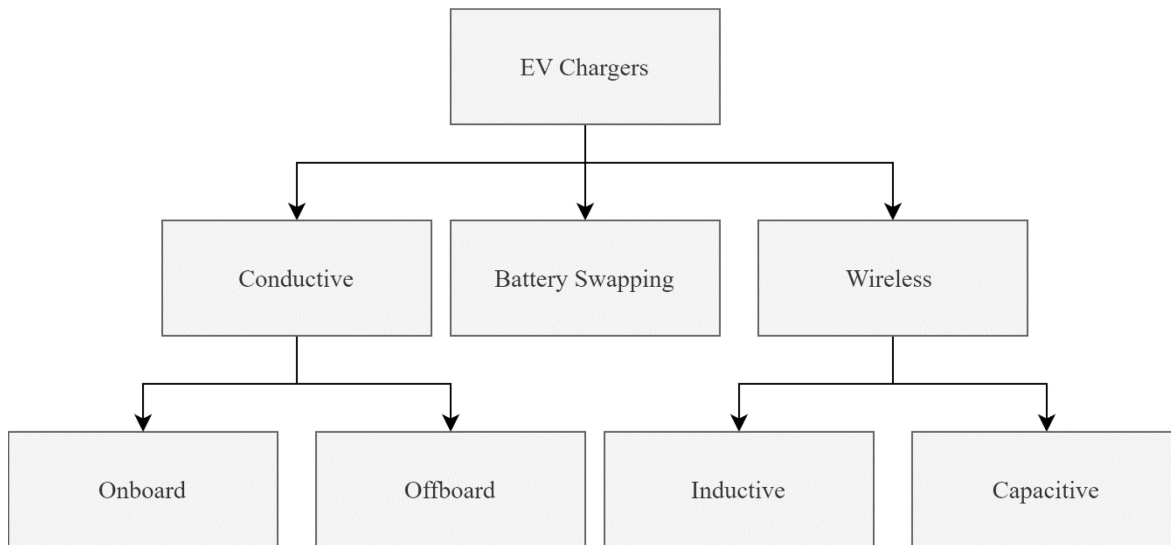 EV Chargers
Conductive
Battery Swapping
Wireless
Onboard
Offboard
Inductive
Capacitive